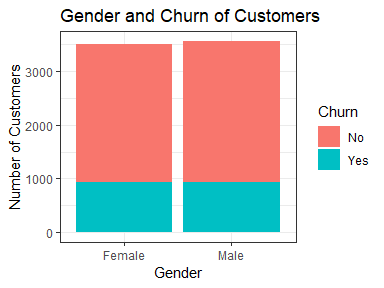 Gender and Churn of Customers
Number of Customers
3000
2000
1000
0
Female
Male
Gender
Churn
No
Yes